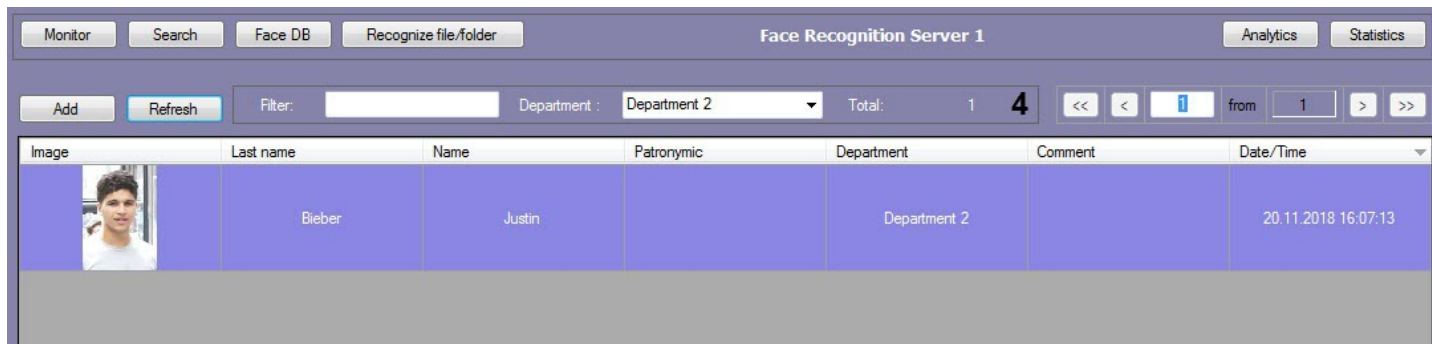 Monitor Search Face DB Recognize file/folder Face Recognition Server 1 Analytics Statistics
Add Refresh Filter: Department : Department 2 Total: 1 4 << < 1 from 1 > >>
Image Last name Name Patronymic Department Comment Date/Time
Bieber Justin Department 2 20.11.2018 16:07:13